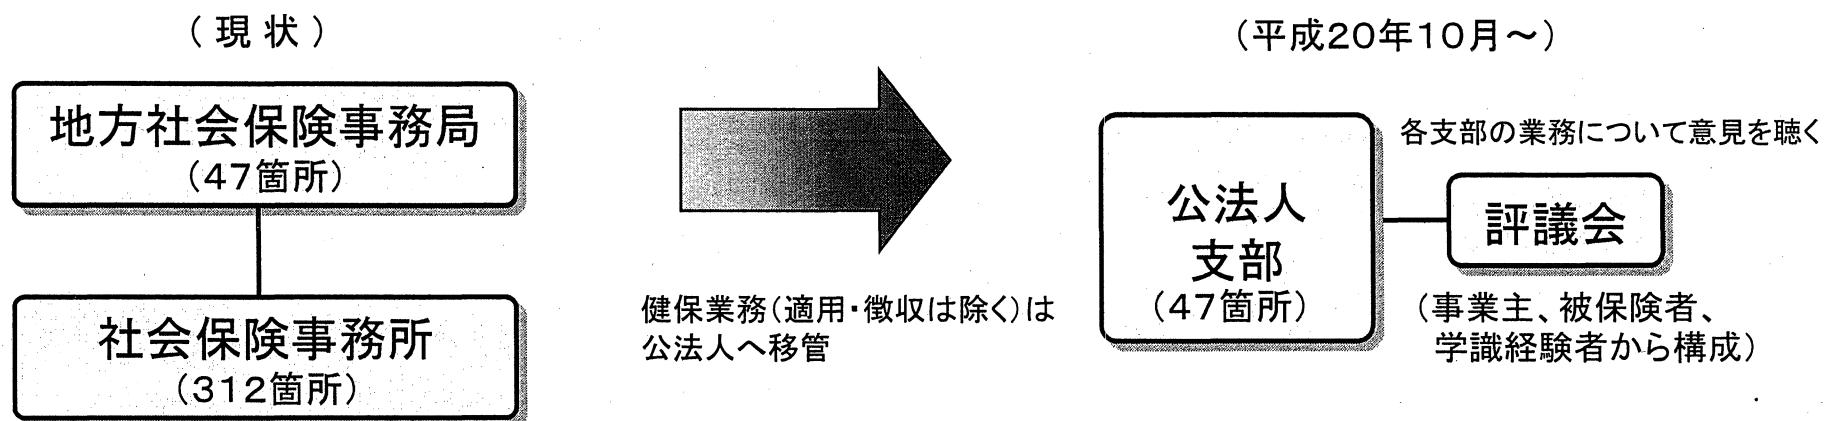 (現状)
地方社会保険事務局
(47箇所)
社会保険事務所
(312箇所)
健保業務(適用・徴収は除く)は
公法人へ移管
(平成20年10月～)
公法人
支部
(47箇所)
各支部の業務について意見を聴く
評議会
(事業主、被保険者、
学識経験者から構成)